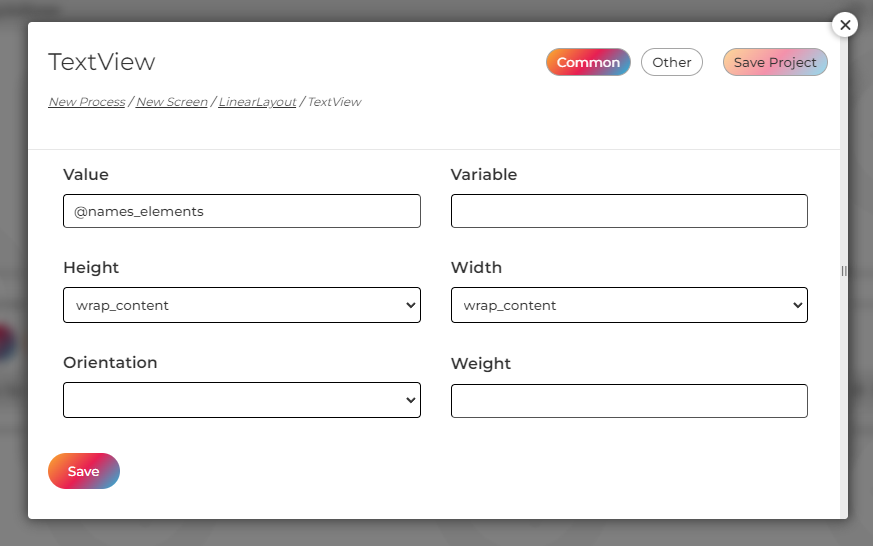 TextView
Common
Other
Save Project
New Process / New Screen / LinearLayout / TextView
Value
Variable
@names_elements
Height
Width
wrap_content
wrap_content
Orientation
Weight
Save